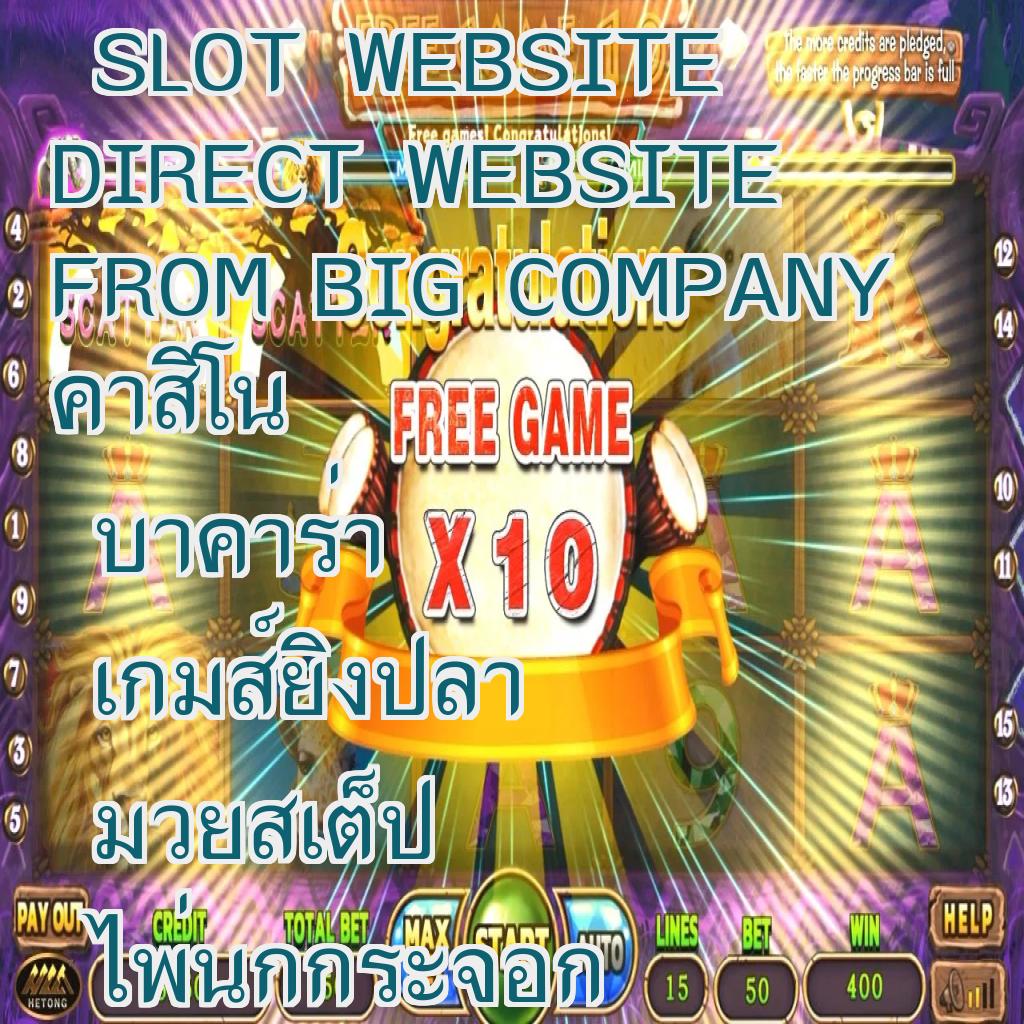 SLOT WEBSITE
DIRECT WEBSITE
FROM BIG COMPANY
คาสิโน
บาคาร่า
เกมส์ยิงปลา
มวยสเต็ป
ไพ่นกกระจอก
The more credits are pledged,
the faster the progress bar is full
Free games! Congratulations!
Congratulations
SCATTER SCATTER
FREE GAME
X10
4
2
6
8
1
9
7
3
5
12
14
10
11
15
13
PAY OUT
CREDIT
TOTAL BET
MAX
START
AUTO
LINES
BET
WIN
HELP
HETONG
15
50
400